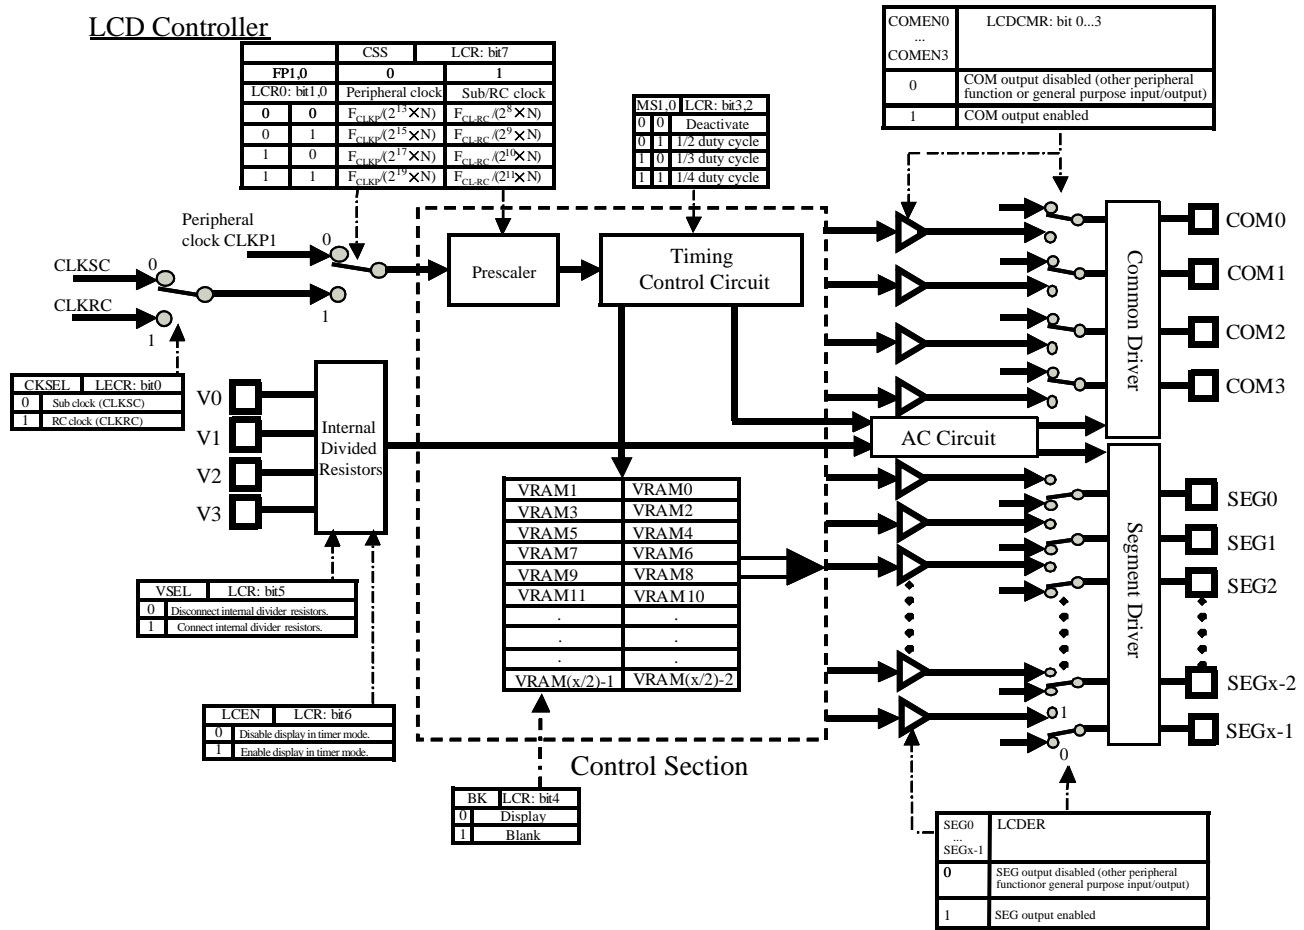 LCD Controller
CSS LCR: bit7
FP1,0 0 1
LCR0: bit1,0 Peripheral clock Sub/RC clock
0 0 F_CLKP/(2^13×N) F_CL-RC/(2^8×N)
0 1 F_CLKP/(2^15×N) F_CL-RC/(2^9×N)
1 0 F_CLKP/(2^17×N) F_CL-RC/(2^10×N)
1 1 F_CLKP/(2^19×N) F_CL-RC/(2^11×N)
MS1,0 LCR: bit3,2
0 0 Deactivate
0 1 1/2 duty cycle
1 0 1/3 duty cycle
1 1 1/4 duty cycle
COMEN0
...
COMEN3
LCDCMR: bit 0...3
0 COM output disabled (other peripheral
function or general purpose input/output)
1 COM output enabled
Peripheral
clock CLKP1
0
1
CLKSC
0
CLKRC
1
Prescaler
Timing
Control Circuit
CKSEL LECR: bit0
0 Sub clock (CLKSC)
1 RC clock (CLKRC)
V0
V1
V2
V3
Internal
Divided
Resistors
AC Circuit
Common Driver
COM0
COM1
COM2
COM3
VRAM1 VRAM0
VRAM3 VRAM2
VRAM5 VRAM4
VRAM7 VRAM6
VRAM9 VRAM8
VRAM11 VRAM10
. .
. .
. .
VRAM(x/2)-1 VRAM(x/2)-2
Segment Driver
SEG0
SEG1
SEG2
SEGx-2
SEGx-1
1
0
VSEL LCR: bit5
0 Disconnect internal divider resistors.
1 Connect internal divider resistors.
LCEN LCR: bit6
0 Disable display in timer mode.
1 Enable display in timer mode.
Control Section
BK LCR: bit4
0 Display
1 Blank
SEG0
...
SEGx-1
LCDER
0 SEG output disabled (other peripheral
functionor general purpose input/output)
1 SEG output enabled